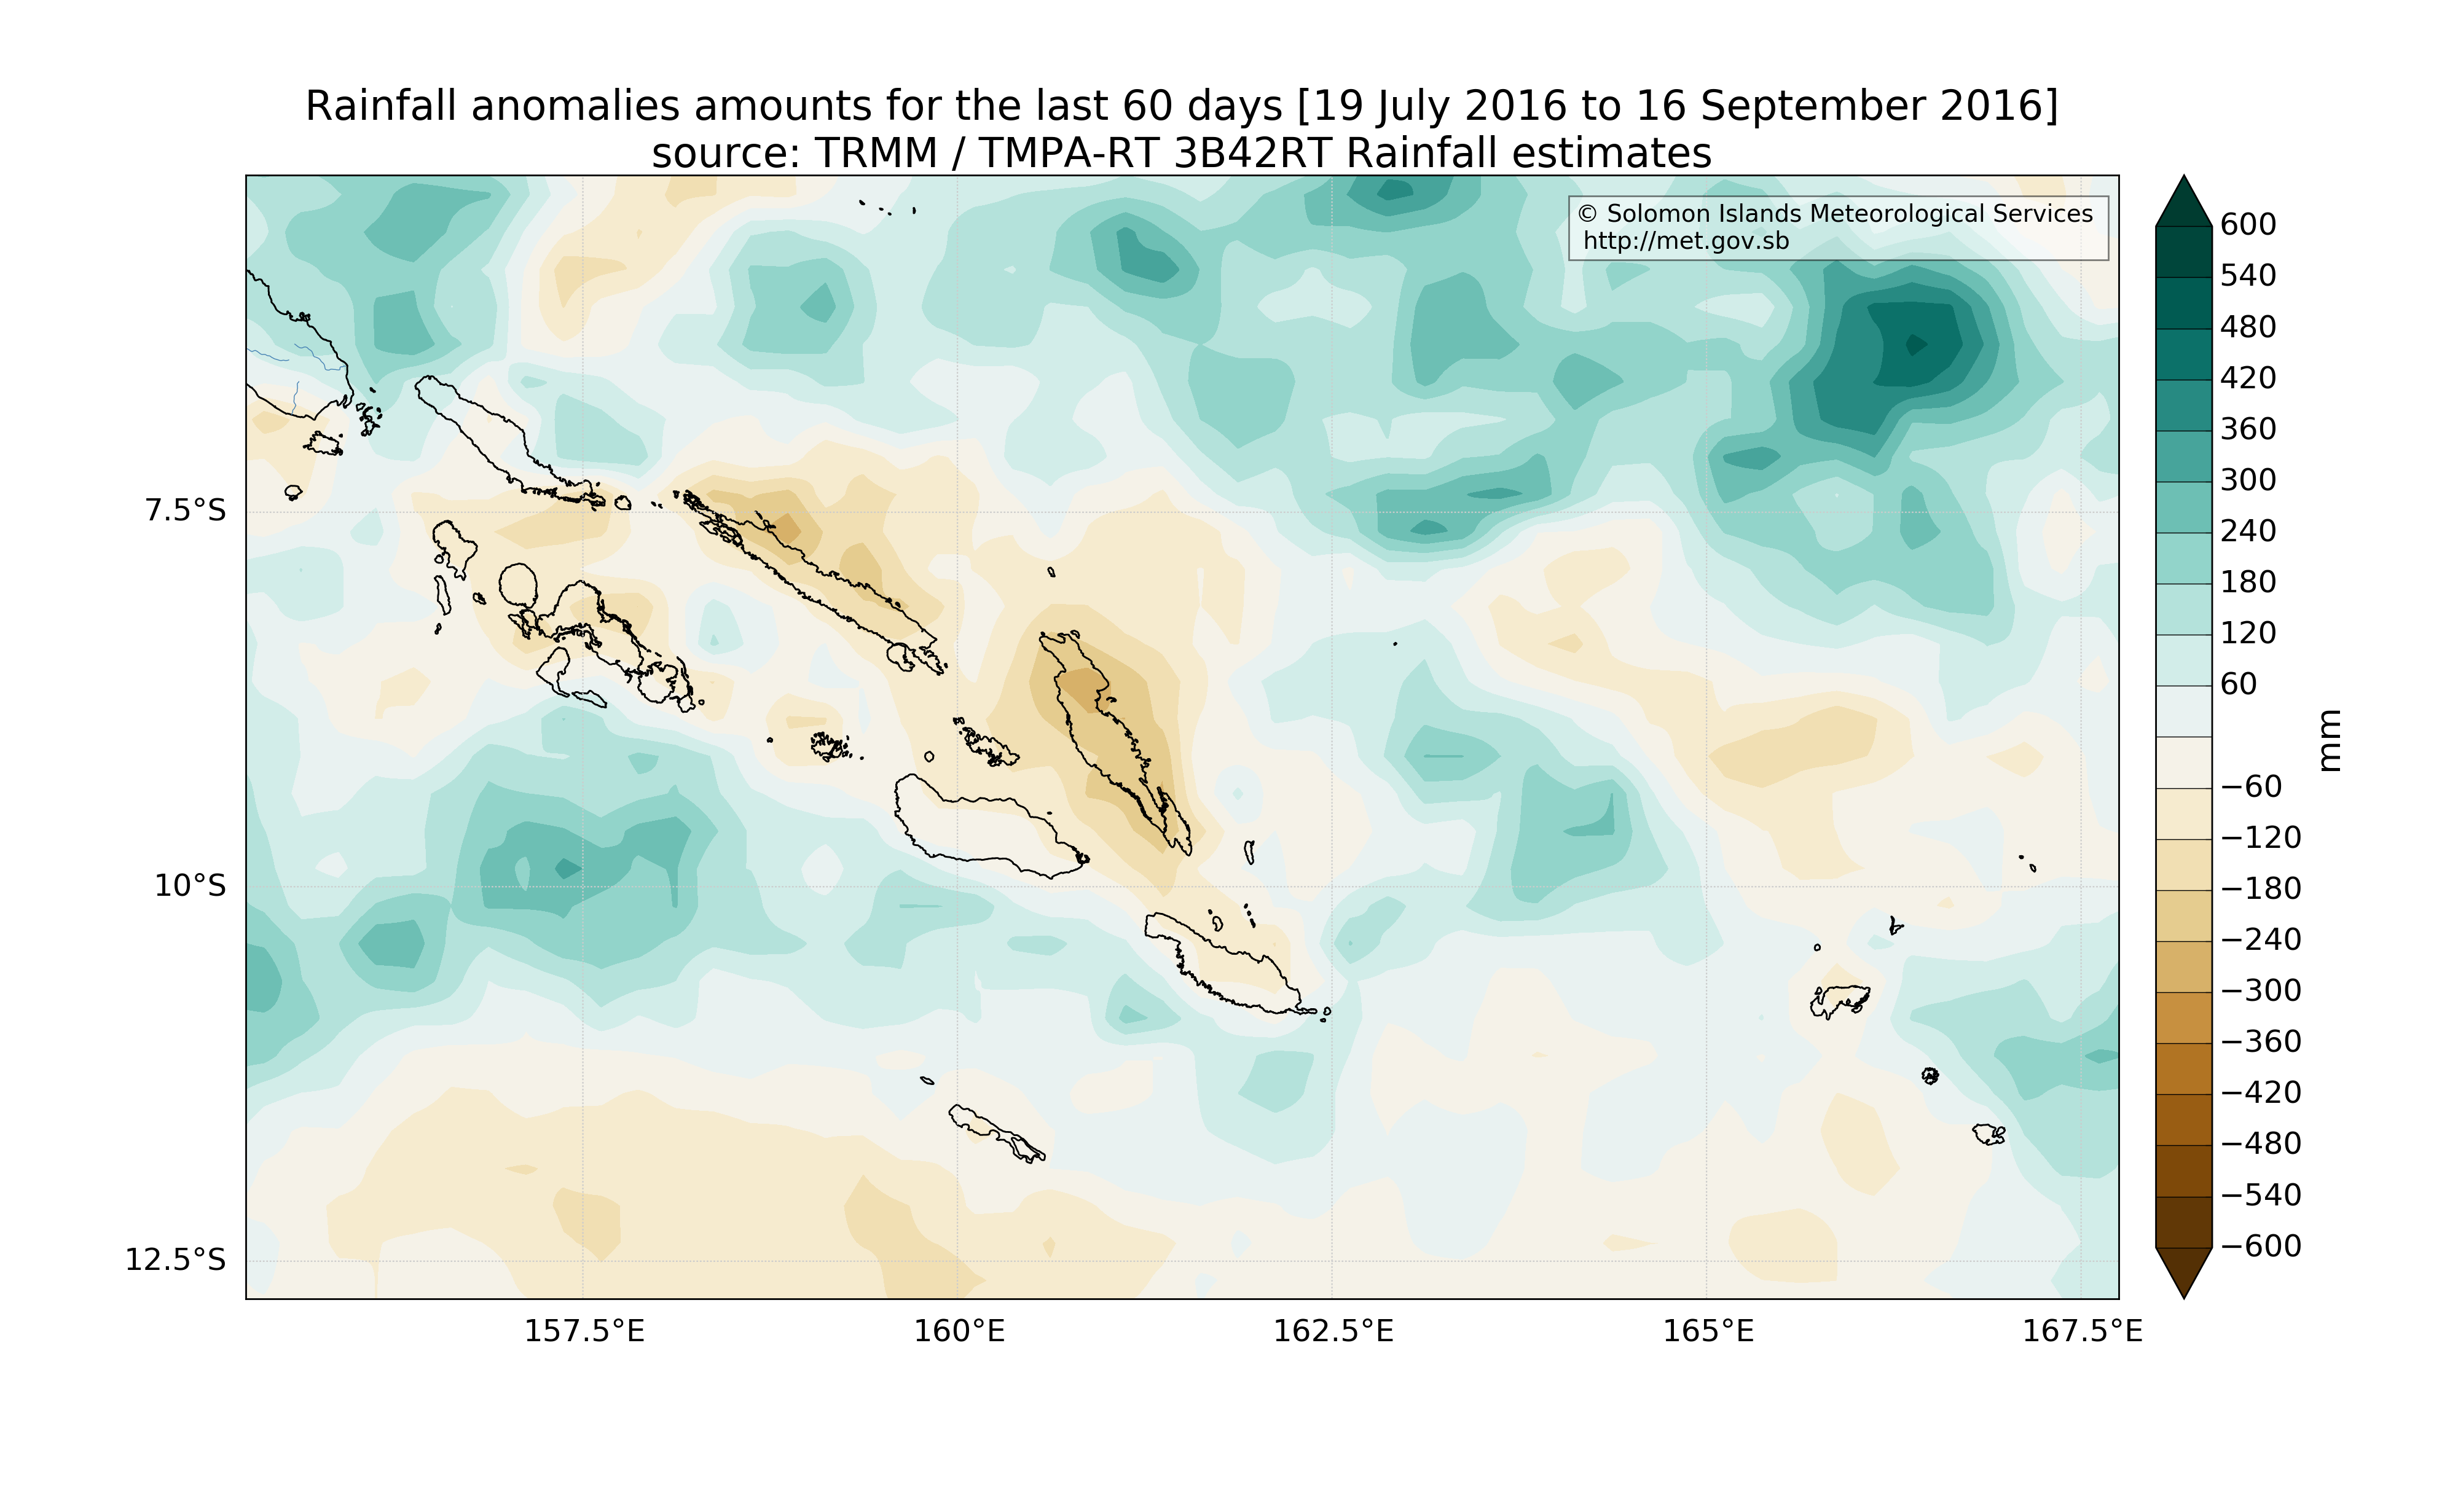 Rainfall anomalies amounts for the last 60 days [19 July 2016 to 16 September 2016]
source: TRMM / TMPA-RT 3B42RT Rainfall estimates
© Solomon Islands Meteorological Services
http://met.gov.sb
7.5°S
10°S
12.5°S
157.5°E
160°E
162.5°E
165°E
167.5°E
600
540
480
420
360
300
240
180
120
60
−60
−120
−180
−240
−300
−360
−420
−480
−540
−600
mm